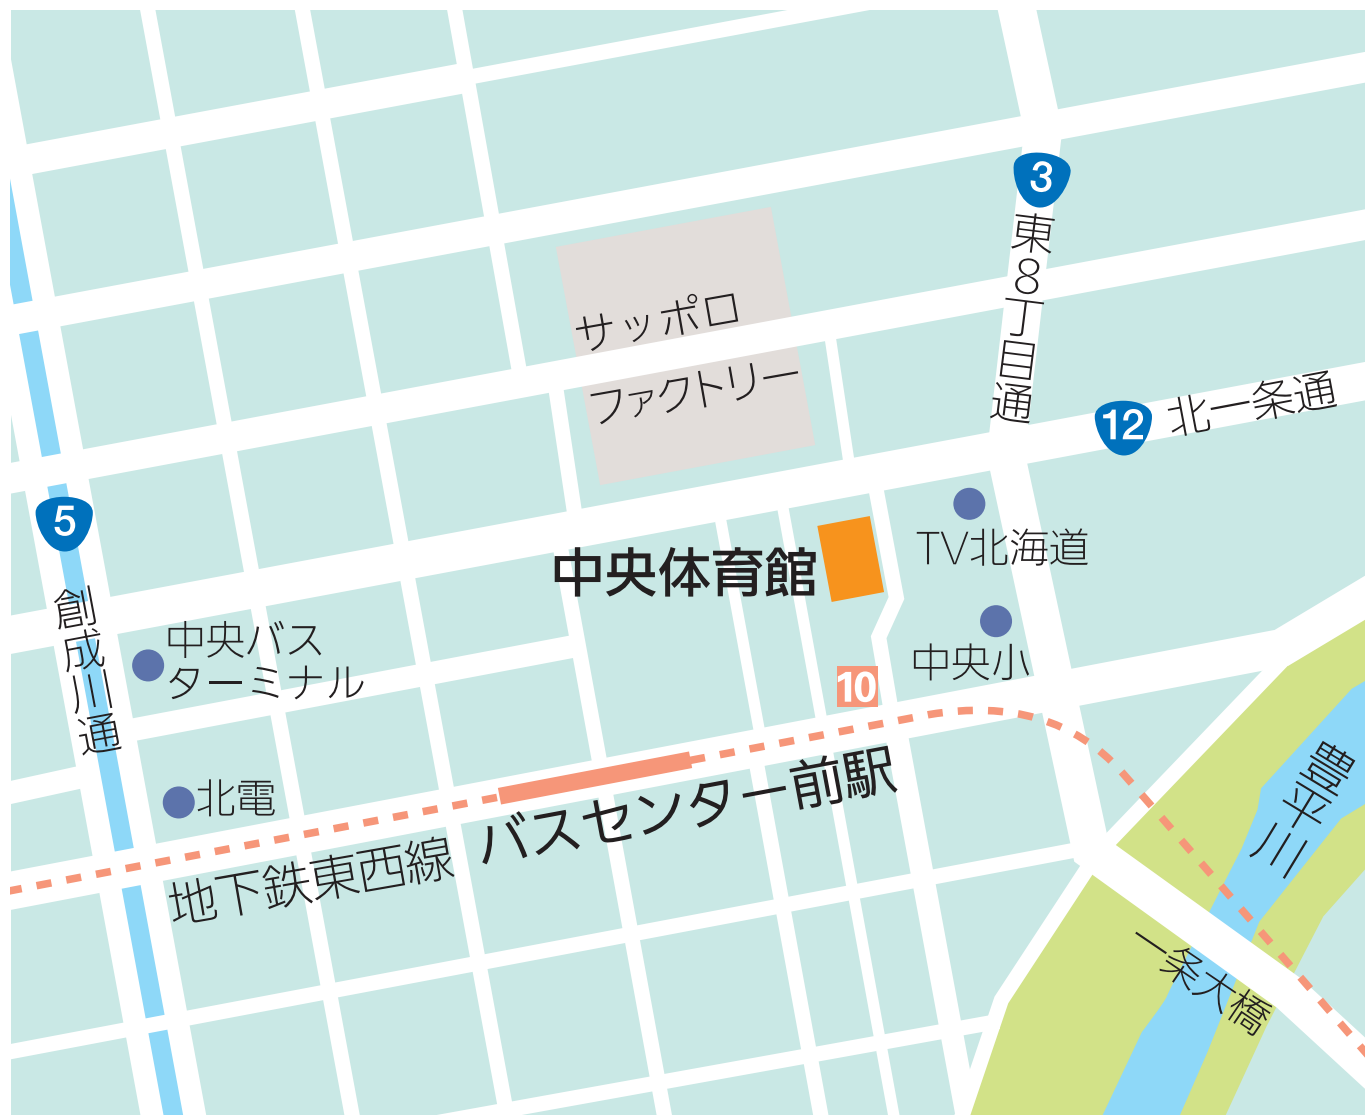 3
東8丁目通
サッポロ
ファクトリー
12
北一条通
5
創成川通
TV北海道
中央体育館
中央小
中央バス
ターミナル
10
北電
バスセンター前駅
地下鉄東西線
豊平川
一条大橋